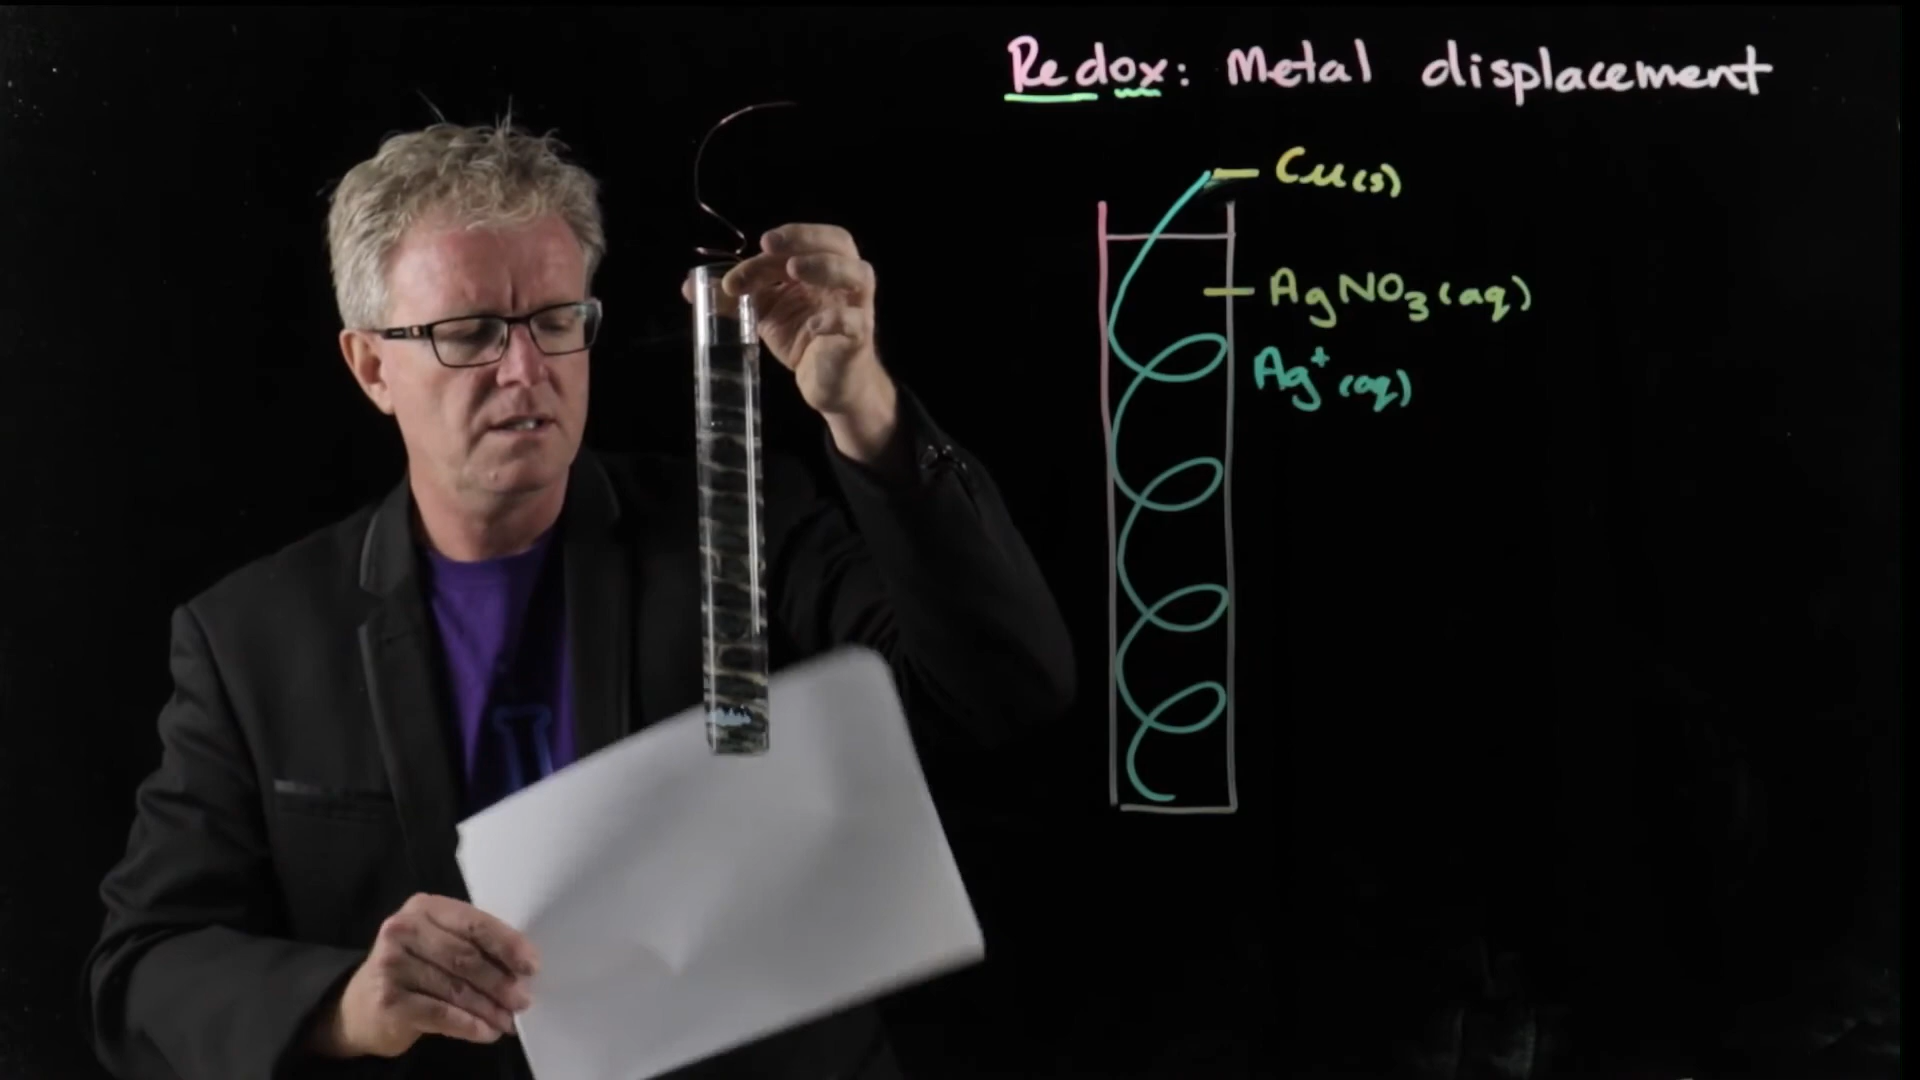 Redox: Metal displacement
Cu(s)
AgNO₃(aq)
Ag⁺(aq)